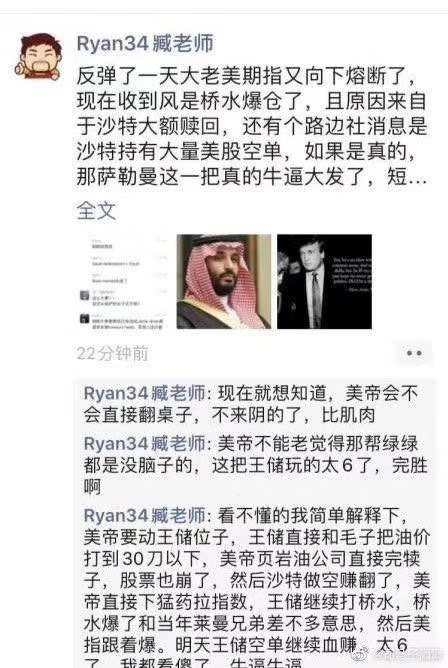 Ryan34 臧老师
反弹了一天大老美期指又向下熔断了，
现在收到风是桥水爆仓了，且原因来自
于沙特大额赎回，还有个路边社消息是
沙特持有大量美股空单，如果是真的，
那萨勒曼这一把真的牛逼大发了，短...
全文
22分钟前
Ryan34 臧老师: 现在就想知道，美帝会不
会直接翻桌子，不来阴的了，比肌肉
Ryan34 臧老师: 美帝不能老觉得那帮绿绿
都是没脑子的，这把王储玩的太６了，完胜
啊
Ryan34 臧老师: 看不懂的我简单解释下，
美帝要动王储位子，王储直接和毛子把油价
打到30刀以下，美帝页岩油公司直接完犊
子，股票也崩了，然后沙特做空赚翻了，美
帝直接下猛药拉指数，王储继续打桥水，桥
水爆了和当年莱曼兄弟差不多意思，然后美
指跟着爆。明天王储空单继续血赚，太６
了，我都看傻了，牛逼牛逼